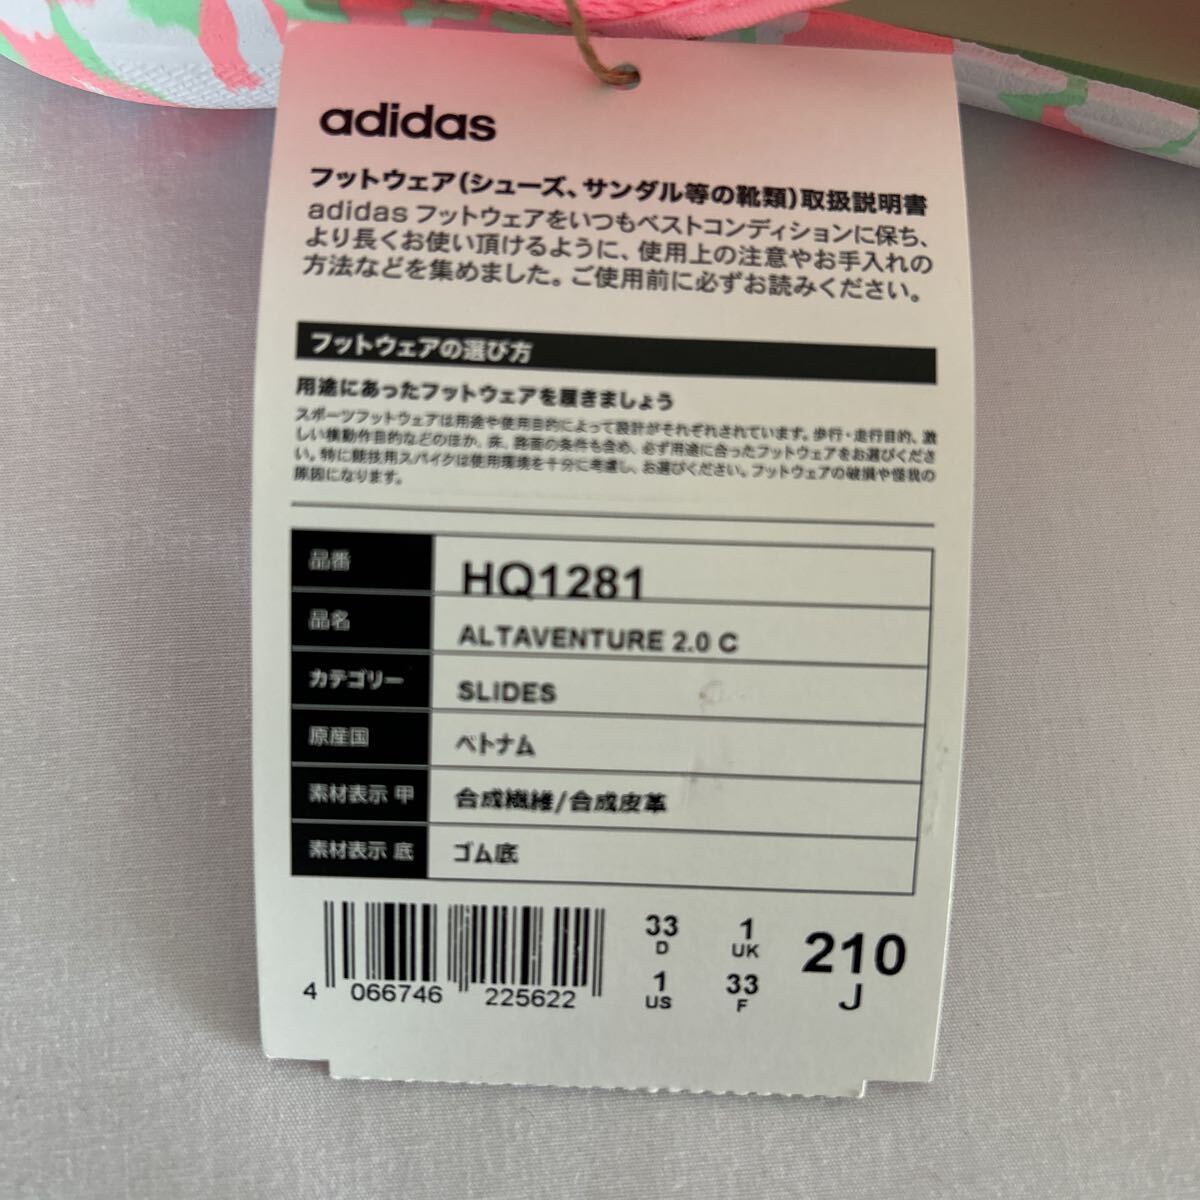 adidas
フットウェア(シューズ、サンダル等の靴類)取扱説明書
adidas フットウェアをいつもベストコンディションに保ち、
より長くお使い頂けるように、使用上の注意やお手入れの
方法などを集めました。ご使用前に必ずお読みください。
フットウェアの選び方
用途にあったフットウェアを履きましょう
スポーツフットウェアは用途や使用目的によって設計がそれぞれされています。歩行・走行目的、激
しい横動作目的などのほか、床、路面の条件も含め、必ず用途に合ったフットウェアをお選びくださ
い。特に競技用スパイクは使用環境を十分に考慮し、お選びください。フットウェアの破損や怪我の
原因になります。
品番 HQ1281
品名 ALTAVENTURE 2.0 C
カテゴリー SLIDES
原産国 ベトナム
素材表示 甲 合成繊維/合成皮革
素材表示 底 ゴム底
33 1
D UK
1 33
US F
210
J
4 066746 225622